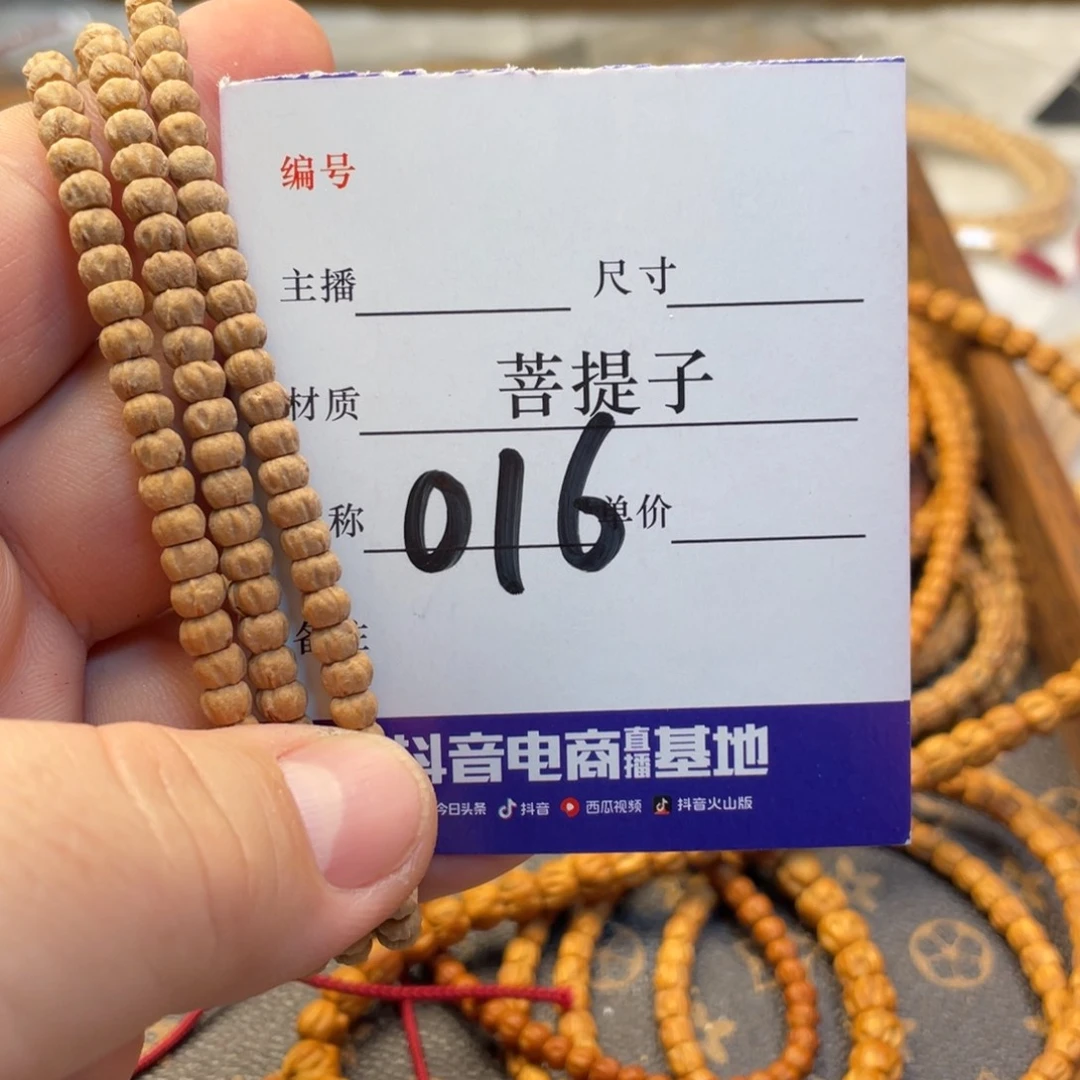 编号
主播 尺寸
材质 菩提子
称 016 单价
备注
抖音电商直播基地
今日头条 抖音 西瓜视频 抖音火山版